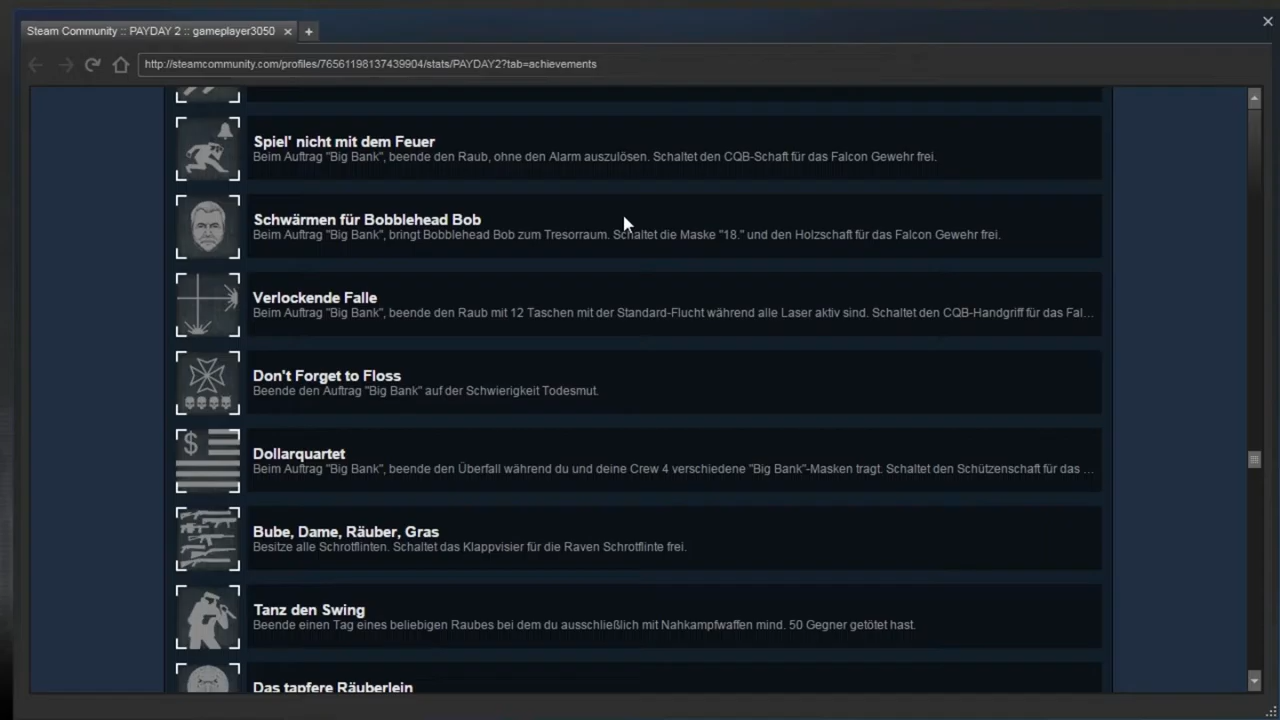 Steam Community :: PAYDAY 2 :: gameplayer3050
http://steamcommunity.com/profiles/76561198137439904/stats/PAYDAY2?tab=achievements
Spiel' nicht mit dem Feuer
Beim Auftrag "Big Bank", beende den Raub, ohne den Alarm auszulösen. Schaltet den CQB-Schaft für das Falcon Gewehr frei.
Schwärmen für Bobblehead Bob
Beim Auftrag "Big Bank", bringt Bobblehead Bob zum Tresorraum. Schaltet die Maske "18." und den Holzschaft für das Falcon Gewehr frei.
Verlockende Falle
Beim Auftrag "Big Bank", beende den Raub mit 12 Taschen mit der Standard-Flucht während alle Laser aktiv sind. Schaltet den CQB-Handgriff für das Fal...
Don't Forget to Floss
Beende den Auftrag "Big Bank" auf der Schwierigkeit Todesmut.
$
Dollarquartet
Beim Auftrag "Big Bank", beende den Überfall während du und deine Crew 4 verschiedene "Big Bank"-Masken tragt. Schaltet den Schützenschaft für das ...
Bube, Dame, Räuber, Gras
Besitze alle Schrotflinten. Schaltet das Klappvisier für die Raven Schrotflinte frei.
Tanz den Swing
Beende einen Tag eines beliebigen Raubes bei dem du ausschließlich mit Nahkampfwaffen mind. 50 Gegner getötet hast.
Das tapfere Räuberlein